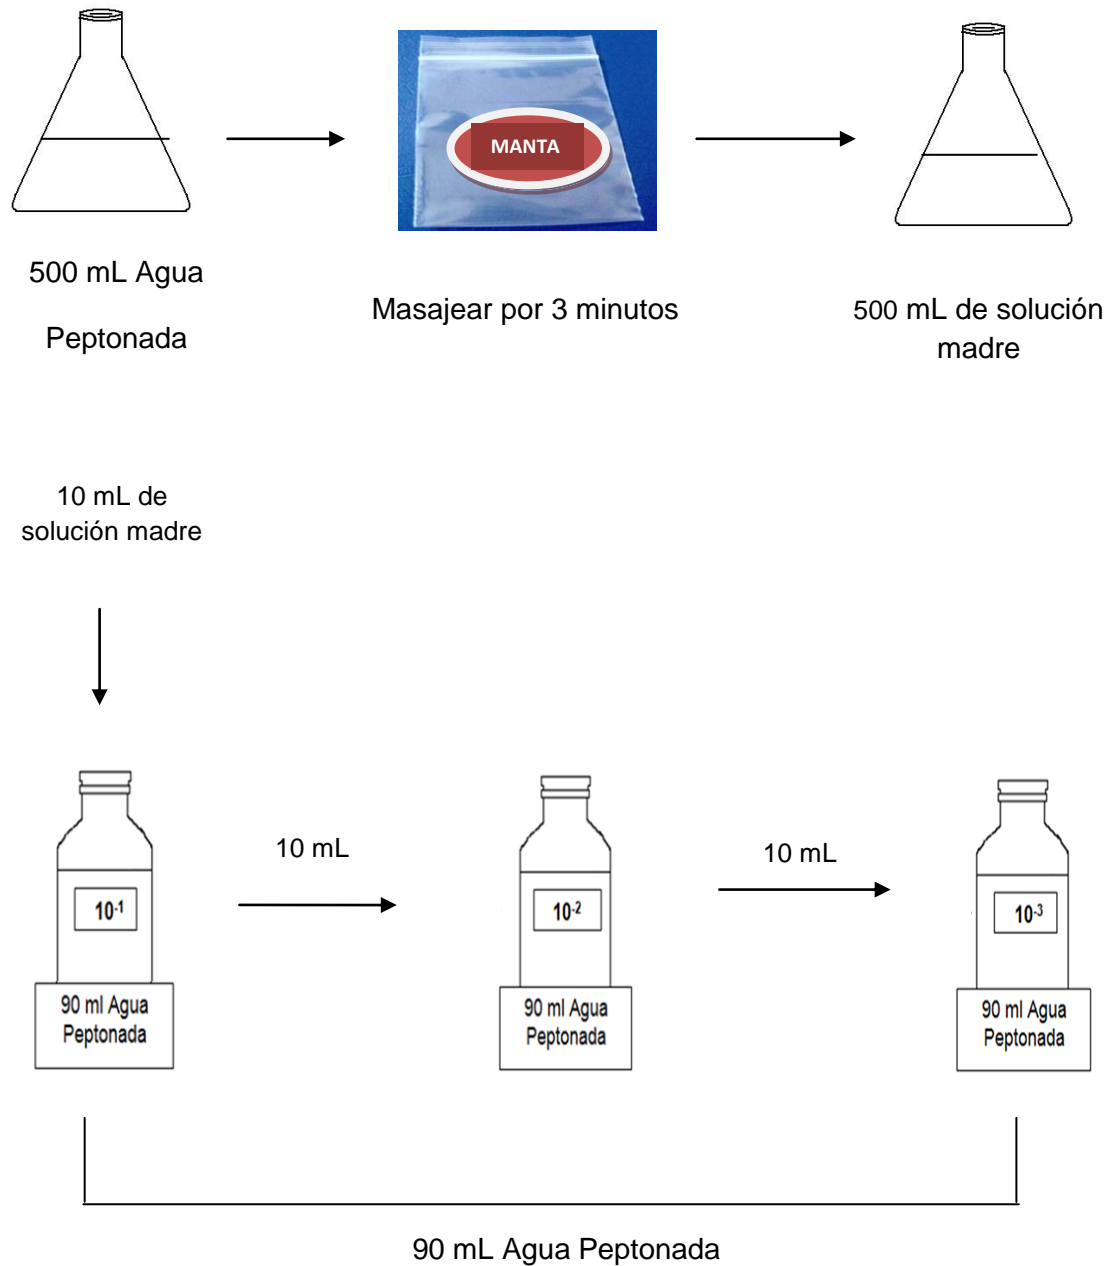 MANTA
500 mL Agua
Peptonada
Masajear por 3 minutos
500 mL de solución
madre
10 mL de
solución madre
10 mL
10 mL
10-1
10-2
10-3
90 ml Agua
Peptonada
90 ml Agua
Peptonada
90 ml Agua
Peptonada
90 mL Agua Peptonada